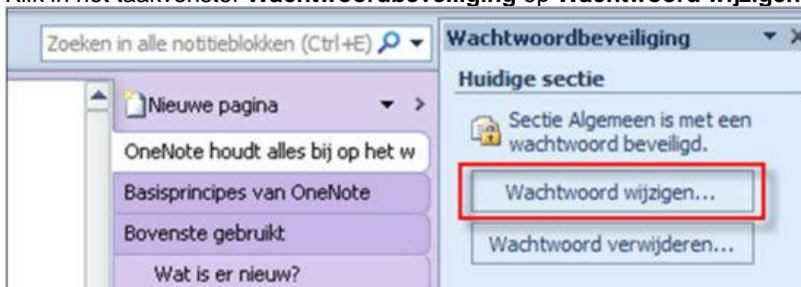 Klik in het taakvenster Wachtwoordbeveiliging op Wachtwoord wijzigen
Zoeken in alle notitieblokken (Ctrl+E)
Nieuwe pagina
OneNote houdt alles bij op het w
Basisprincipes van OneNote
Bovenste gebruikt
Wat is er nieuw?
Wachtwoordbeveiliging
Huidige sectie
Sectie Algemeen is met een
wachtwoord beveiligd.
Wachtwoord wijzigen...
Wachtwoord verwijderen...